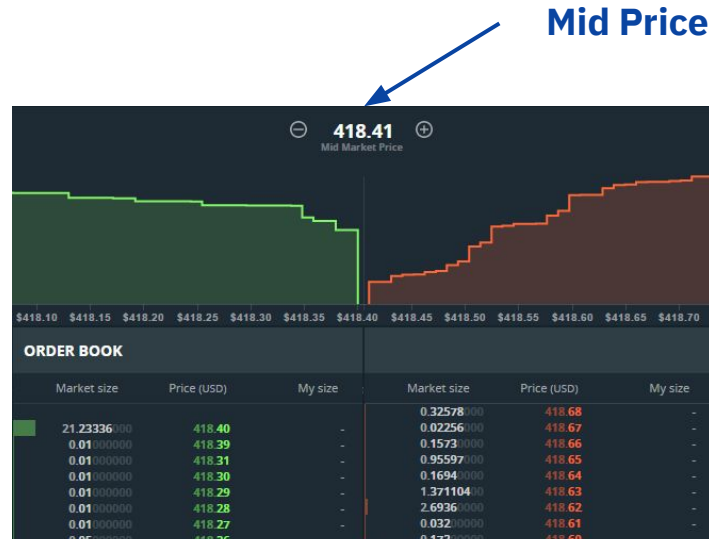 Mid Price
418.41
Mid Market Price
$418.10 $418.15 $418.20 $418.25 $418.30 $418.35 $418.40 $418.45 $418.50 $418.55 $418.60 $418.65 $418.70
ORDER BOOK
Market size Price (USD) My size Market size Price (USD) My size
0.32578000 418.68 -
21.23336000 418.40 - 0.02256000 418.67 -
0.01000000 418.39 - 0.15730000 418.66 -
0.01000000 418.31 - 0.95597000 418.65 -
0.01000000 418.30 - 0.16940000 418.64 -
0.01000000 418.29 - 1.37110400 418.63 -
0.01000000 418.28 - 2.69360000 418.62 -
0.01000000 418.27 - 0.03200000 418.61 -